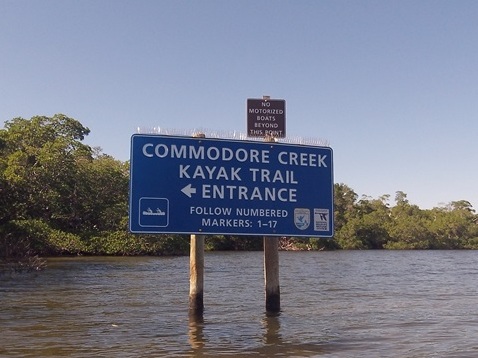 NO
MOTORIZED
BOATS
BEYOND
THIS POINT
COMMODORE CREEK
KAYAK TRAIL
ENTRANCE
FOLLOW NUMBERED
MARKERS: 1-17